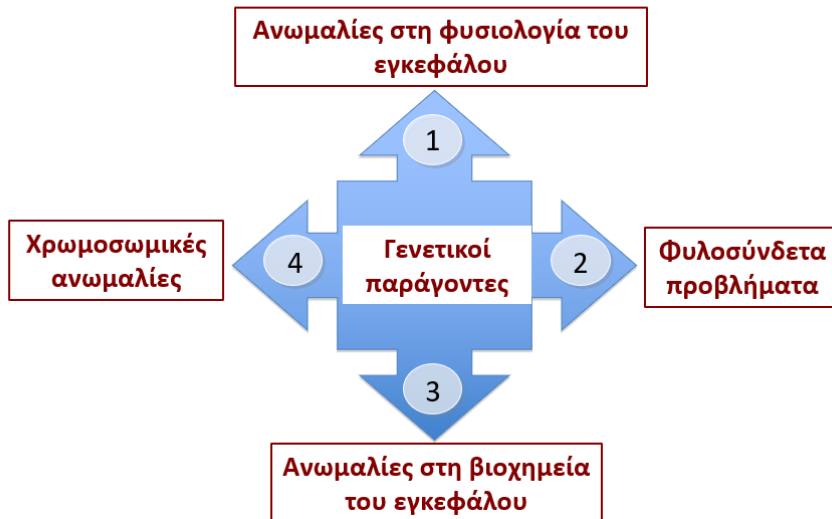 Ανωμαλίες στη φυσιολογία του
εγκεφάλου
1
Χρωμοσωμικές
ανωμαλίες
4
Γενετικοί
παράγοντες
2
Φυλοσύνδετα
προβλήματα
3
Ανωμαλίες στη βιοχημεία
του εγκεφάλου